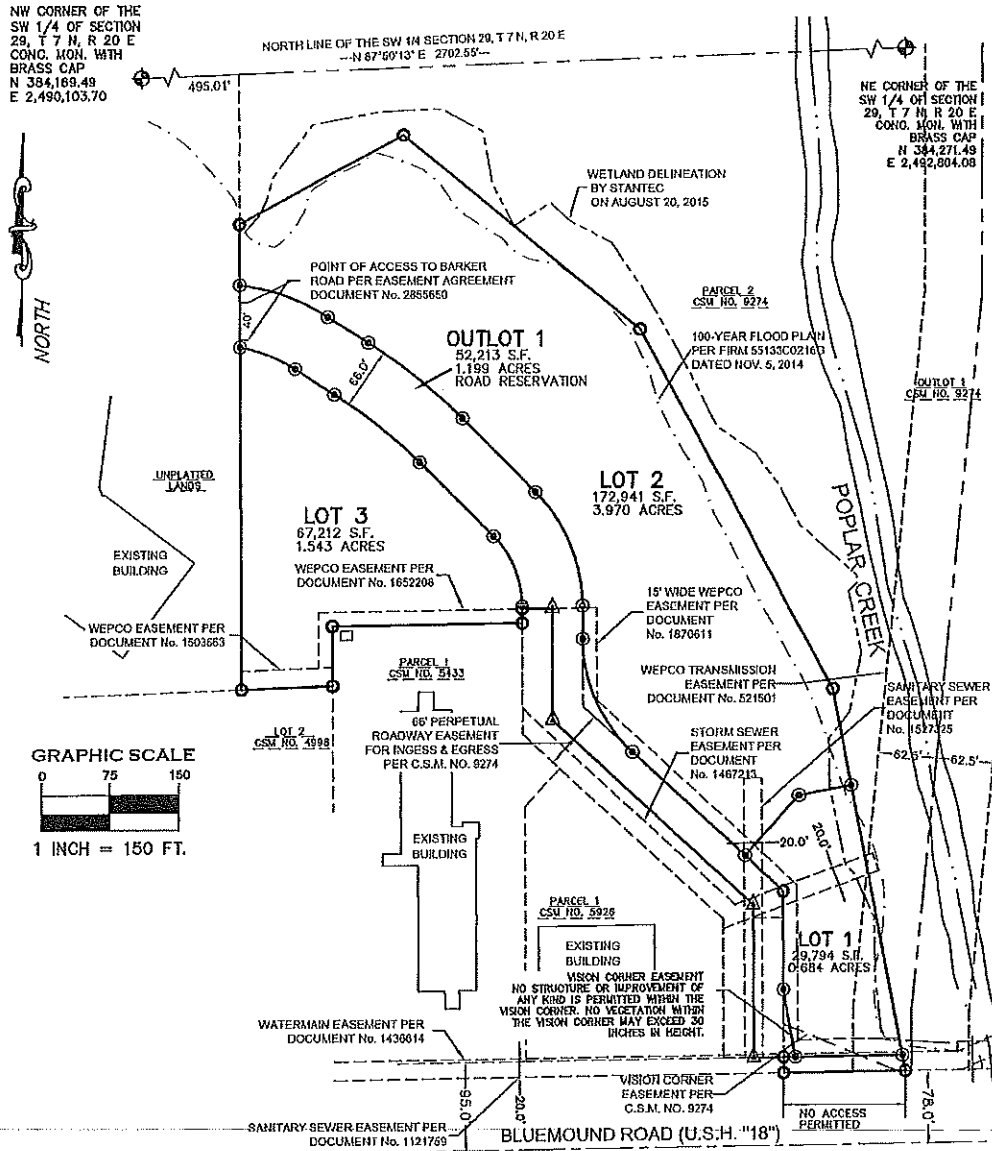 NW CORNER OF THE
SW 1/4 OF SECTION
29, T 7 N, R 20 E
CONC. MON. WITH
BRASS CAP
N 384,169.49
E 2,490,103.70
NORTH LINE OF THE SW 1/4 SECTION 29, T 7 N, R 20 E
---N 87°50'13" E 2702.55'---
495.01'
NE CORNER OF THE
SW 1/4 OF SECTION
29, T 7 N, R 20 E
CONC. MON. WITH
BRASS CAP
N 384,271.49
E 2,492,804.08
NORTH
WETLAND DELINEATION
BY STANTEC
ON AUGUST 20, 2015
POINT OF ACCESS TO BARKER
ROAD PER EASEMENT AGREEMENT
DOCUMENT No. 2855650
40'
66.0'
OUTLOT 1
52,213 S.F.
1.199 ACRES
ROAD RESERVATION
PARCEL 2
CSM NO. 9274
100-YEAR FLOOD PLAIN
PER FIRM
DATED NOV. 5, 2014
OUTLOT 1
CSM NO. 9274
UNPLATTED
LANDS
LOT 2
172,941 S.F.
3.970 ACRES
LOT 3
67,212 S.F.
1.543 ACRES
POPLAR CREEK
EXISTING
BUILDING
WEPCO EASEMENT PER
DOCUMENT No. 1652208
15' WIDE WEPCO
EASEMENT PER
DOCUMENT
No. 1870611
WEPCO EASEMENT PER
DOCUMENT No. 1503663
PARCEL 1
CSM NO. 5433
WEPCO TRANSMISSION
EASEMENT PER
DOCUMENT No. 521501
SANITARY SEWER
EASEMENT PER
DOCUMENT
No. 1527325
LOT 2
CSM NO. 4998
66' PERPETUAL
ROADWAY EASEMENT
FOR INGESS & EGRESS
PER C.S.M. NO. 9274
STORM SEWER
EASEMENT PER
DOCUMENT
No. 1467213
62.5'
62.5'
GRAPHIC SCALE
0 75 150
1 INCH = 150 FT.
EXISTING
BUILDING
20.0'
20.0'
PARCEL 1
CSM NO. 5926
EXISTING
BUILDING
LOT 1
29,794 S.F.
0.684 ACRES
VISION CORNER EASEMENT
NO STRUCTURE OR IMPROVEMENT OF
ANY KIND IS PERMITTED WITHIN THE
VISION CORNER. NO VEGETATION WITHIN
THE VISION CORNER MAY EXCEED 30
INCHES IN HEIGHT.
WATERMAIN EASEMENT PER
DOCUMENT No. 1436614
VISION CORNER
EASEMENT PER
C.S.M. NO. 9274
95.0'
20.0'
NO ACCESS
PERMITTED
78.0'
SANITARY SEWER EASEMENT PER
DOCUMENT No. 1121759
BLUEMOUND ROAD (U.S.H. "18")